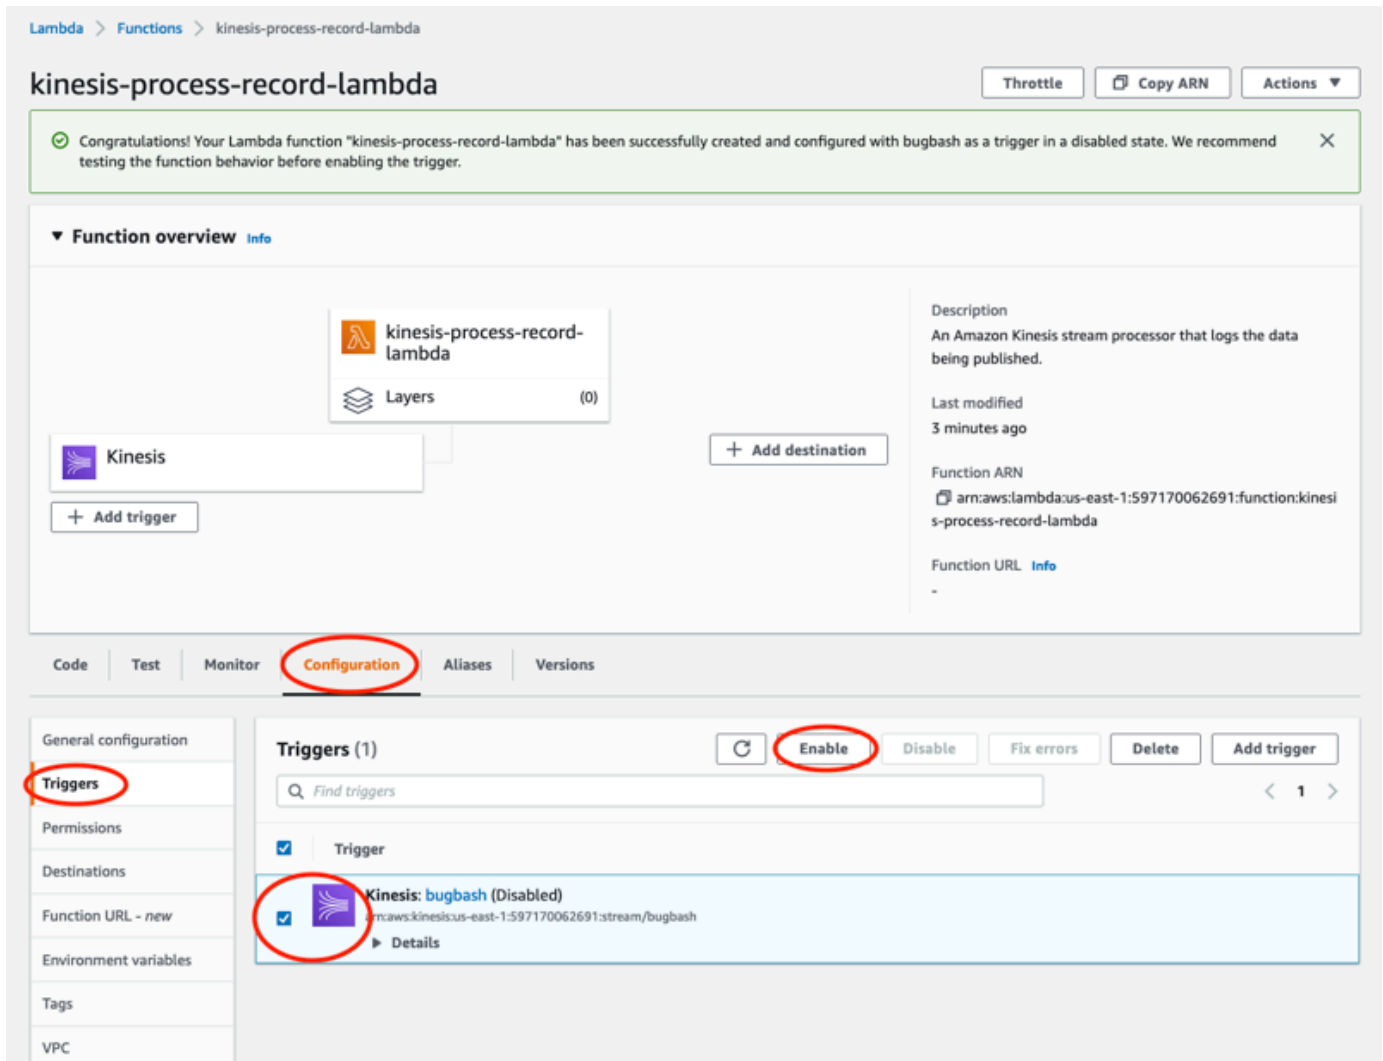 Lambda > Functions > kinesis-process-record-lambda
kinesis-process-record-lambda
Throttle
Copy ARN
Actions ▼
Congratulations! Your Lambda function "kinesis-process-record-lambda" has been successfully created and configured with bugbash as a trigger in a disabled state. We recommend
testing the function behavior before enabling the trigger.
▼ Function overview Info
kinesis-process-record-
lambda
Layers (0)
Kinesis
+ Add trigger
+ Add destination
Description
An Amazon Kinesis stream processor that logs the data
being published.
Last modified
3 minutes ago
Function ARN
arn:aws:lambda:us-east-1:597170062691:function:kinesi
s-process-record-lambda
Function URL Info
-
Code
Test
Monitor
Configuration
Aliases
Versions
General configuration
Triggers
Permissions
Destinations
Function URL - new
Environment variables
Tags
VPC
Triggers (1)
Enable
Disable
Fix errors
Delete
Add trigger
Find triggers
< 1 >
Trigger
Kinesis: bugbash (Disabled)
arn:aws:kinesis:us-east-1:597170062691:stream/bugbash
▶ Details